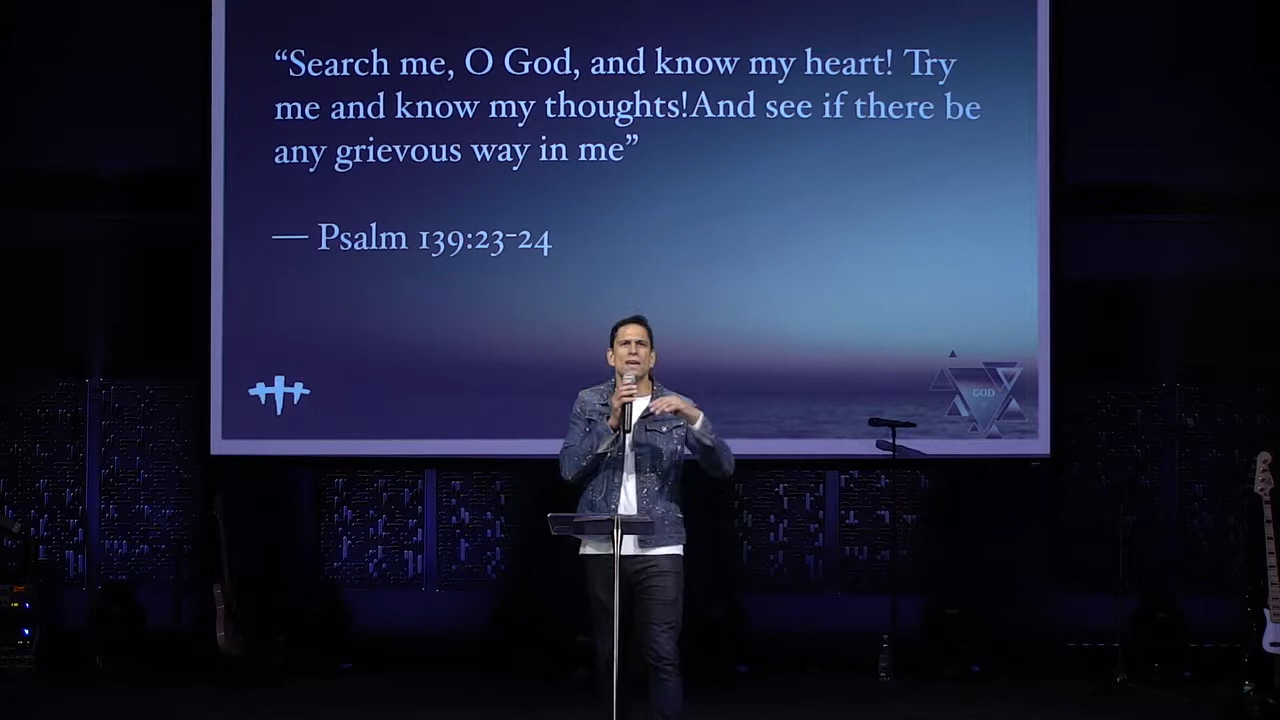 “Search me, O God, and know my heart! Try
me and know my thoughts!And see if there be
any grievous way in me”
— Psalm 139:23-24
GOD